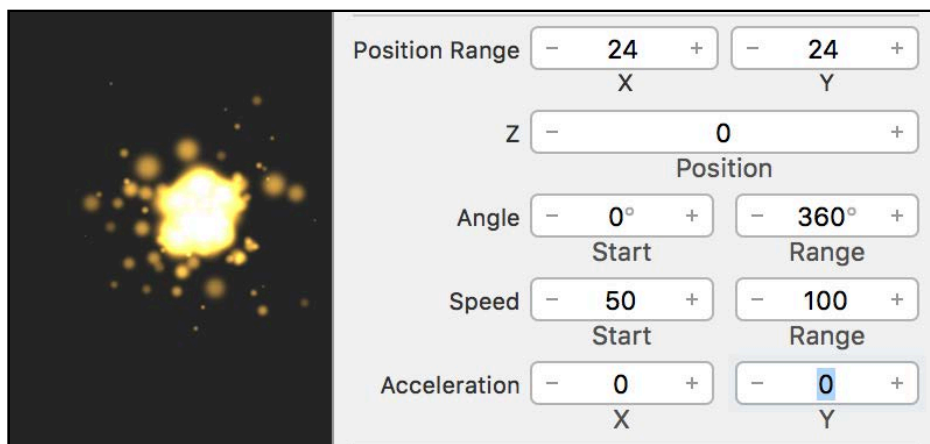 Position Range - 24 + - 24 +
X Y
Z - 0 +
Position
Angle - 0° + - 360° +
Start Range
Speed - 50 + - 100 +
Start Range
Acceleration - 0 + - 0 +
X Y